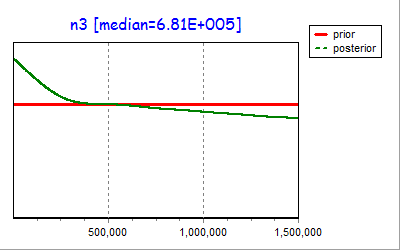 n3 [median=6.81E+005]
prior
posterior
500,000
1,000,000
1,500,000